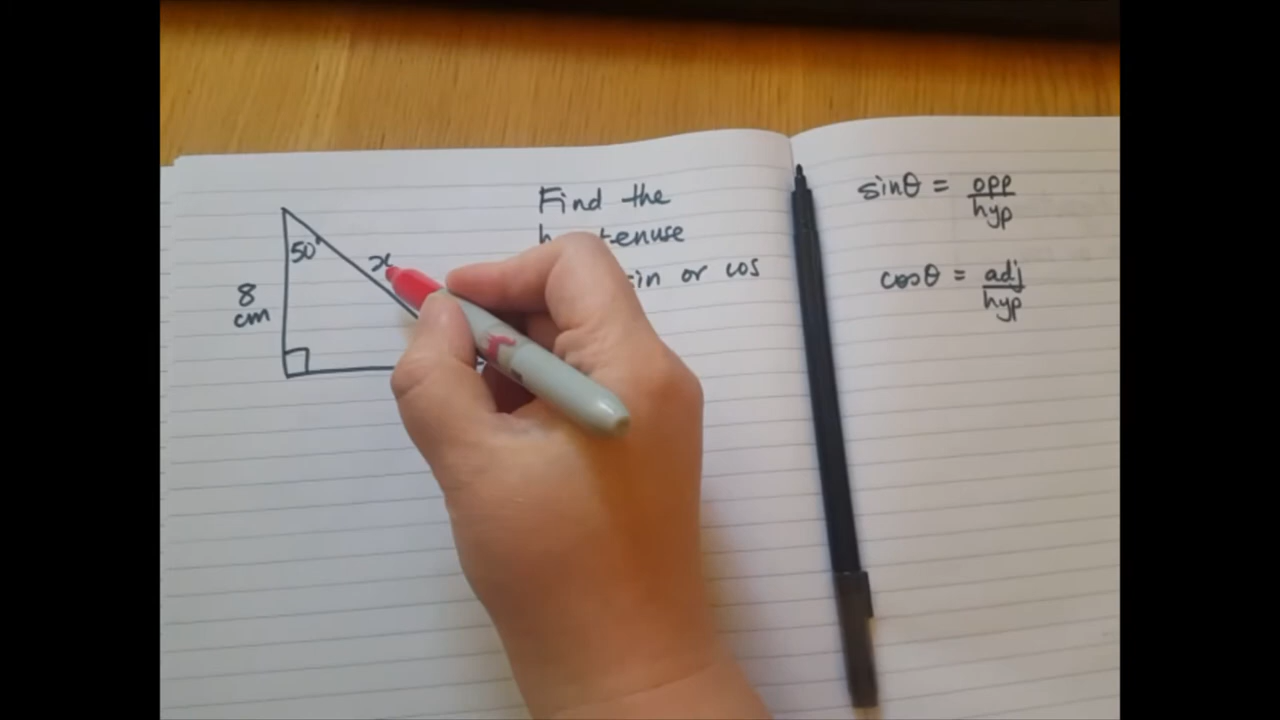 50°
x
8
cm
Find the
sin or cos
sinθ = opp
hyp
cosθ = adj
hyp